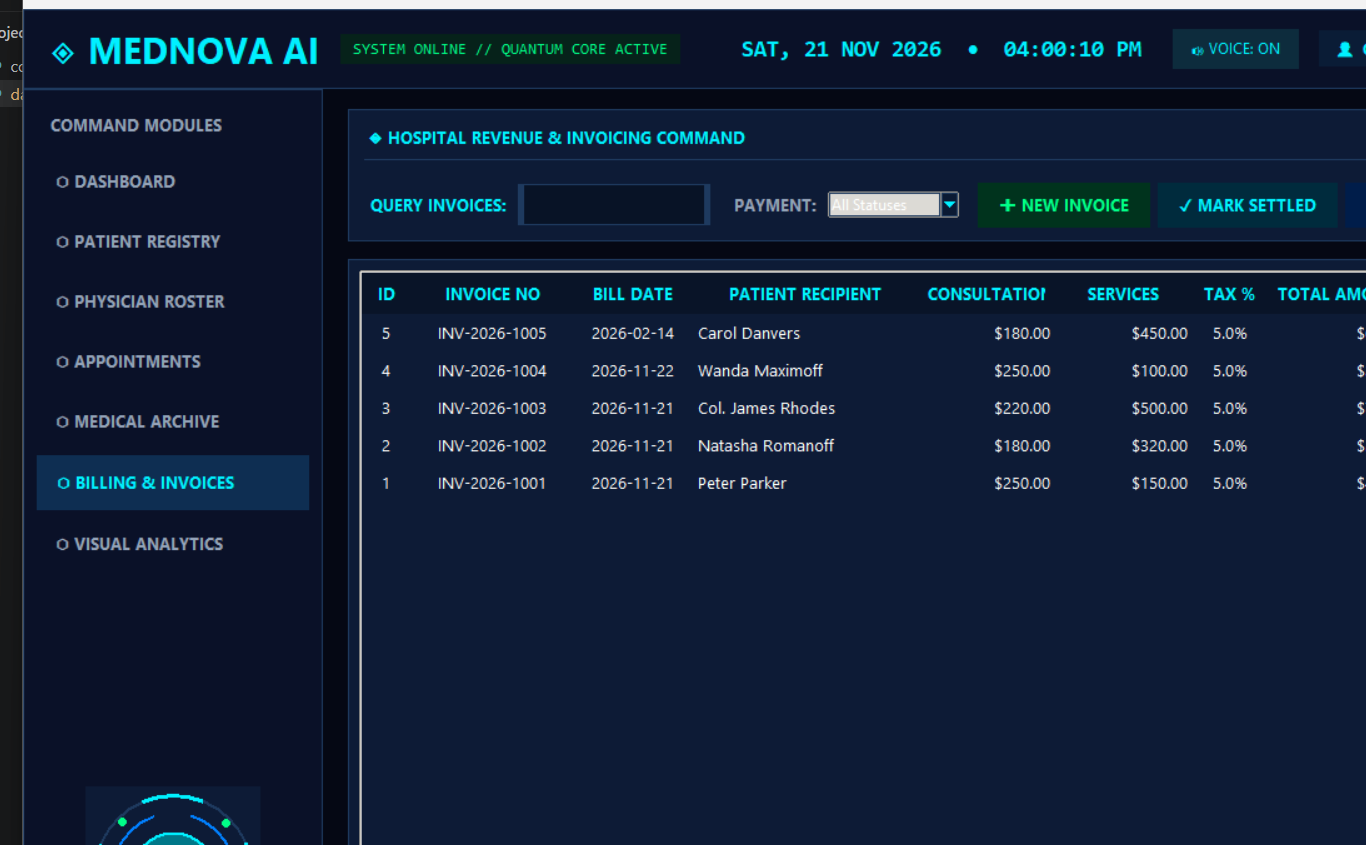 MEDNOVA AI
SYSTEM ONLINE // QUANTUM CORE ACTIVE
SAT, 21 NOV 2026 • 04:00:10 PM
VOICE: ON
COMMAND MODULES
DASHBOARD
PATIENT REGISTRY
PHYSICIAN ROSTER
APPOINTMENTS
MEDICAL ARCHIVE
BILLING & INVOICES
VISUAL ANALYTICS
HOSPITAL REVENUE & INVOICING COMMAND
QUERY INVOICES: PAYMENT: All Statuses + NEW INVOICE ✓ MARK SETTLED
ID INVOICE NO BILL DATE PATIENT RECIPIENT CONSULTATION SERVICES TAX % TOTAL AMO
5 INV-2026-1005 2026-02-14 Carol Danvers $180.00 $450.00 5.0% $
4 INV-2026-1004 2026-11-22 Wanda Maximoff $250.00 $100.00 5.0% $
3 INV-2026-1003 2026-11-21 Col. James Rhodes $220.00 $500.00 5.0% $
2 INV-2026-1002 2026-11-21 Natasha Romanoff $180.00 $320.00 5.0% $
1 INV-2026-1001 2026-11-21 Peter Parker $250.00 $150.00 5.0% $